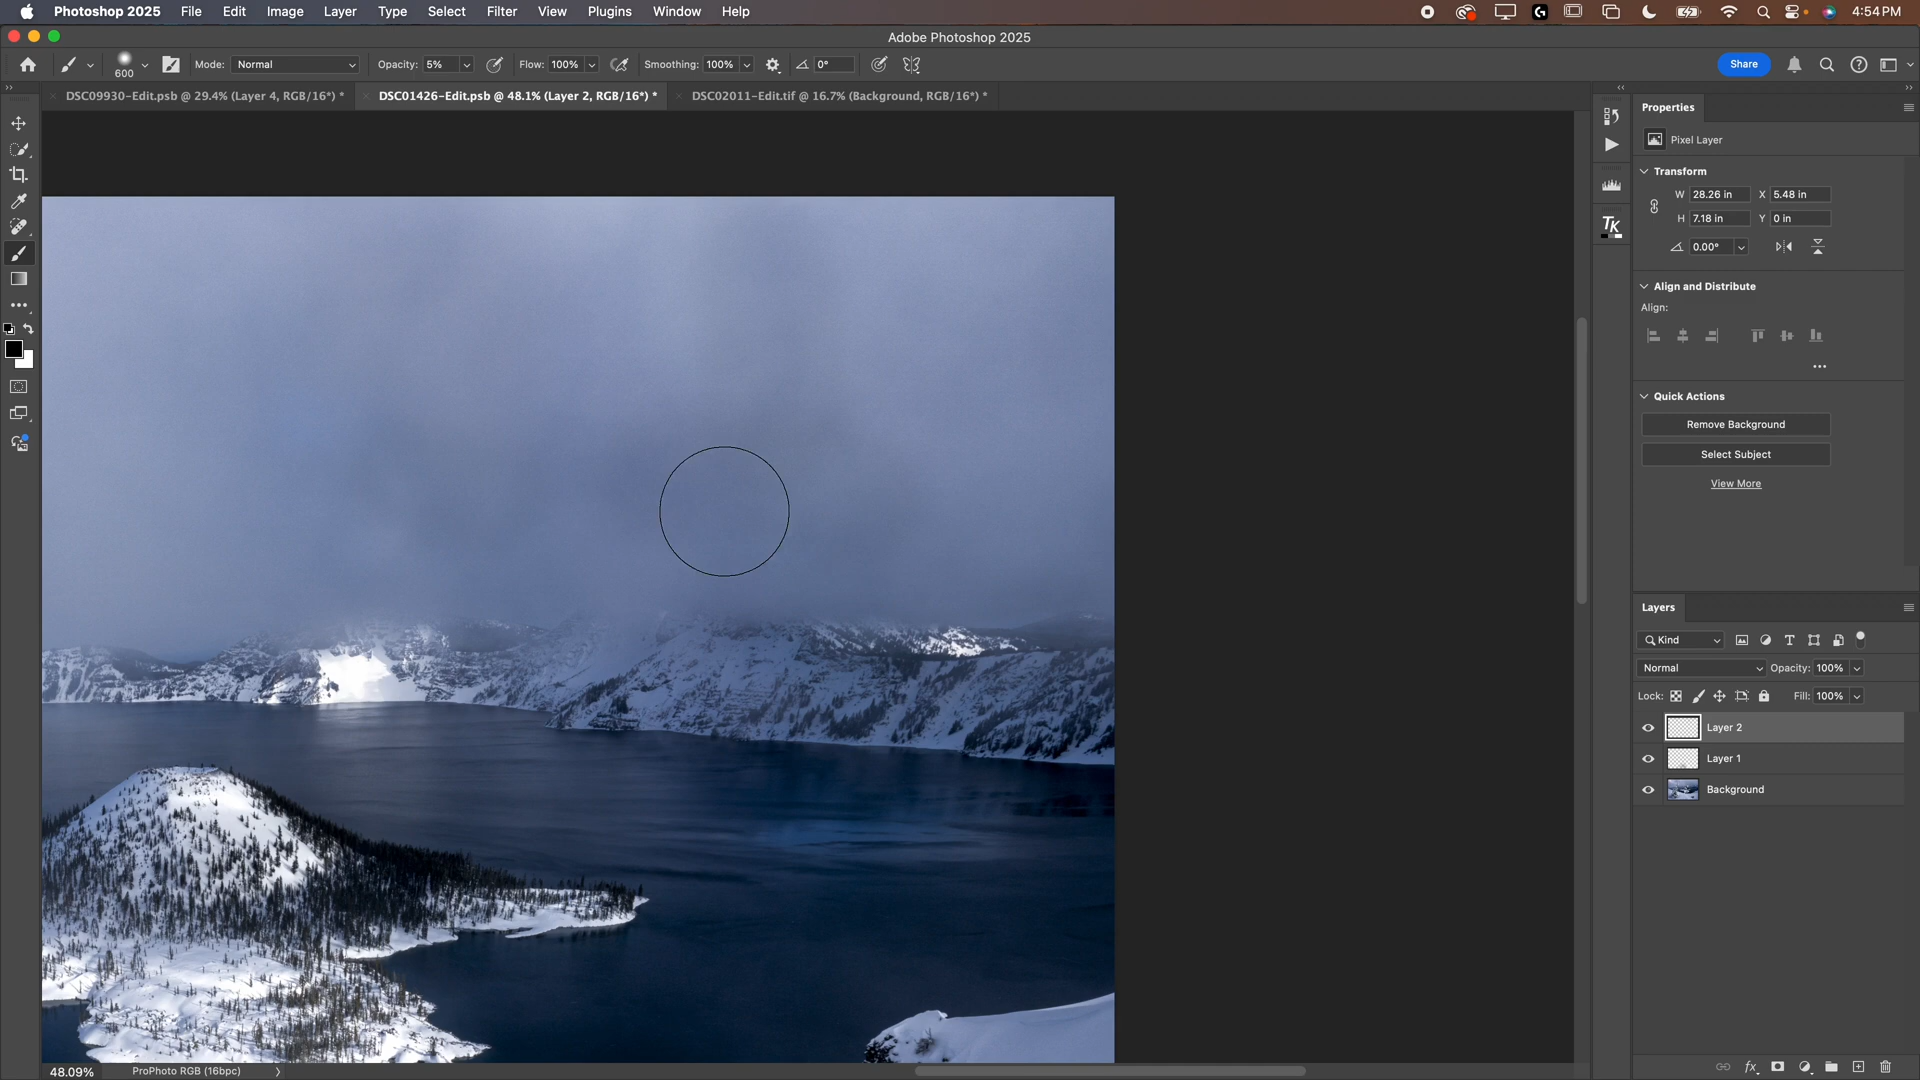 Photoshop 2025 File Edit Image Layer Type Select Filter View Plugins Window Help 4:54 PM
Adobe Photoshop 2025
600 Mode: Normal Opacity: 5% Flow: 100% Smoothing: 100% 0° Share
DSC09930-Edit.psb @ 29.4% (Layer 4, RGB/16*) * DSC01426-Edit.psb @ 48.1% (Layer 2, RGB/16*) * DSC02011-Edit.tif @ 16.7% (Background, RGB/16*) *
Properties
Pixel Layer
Transform
W 28.26 in X 5.48 in
H 7.18 in Y 0 in
TK
0.00°
Align and Distribute
Align:
Quick Actions
Remove Background
Select Subject
View More
Layers
Kind
Normal Opacity: 100%
Lock: Fill: 100%
Layer 2
Layer 1
Background
fx
48.09% ProPhoto RGB (16bpc)